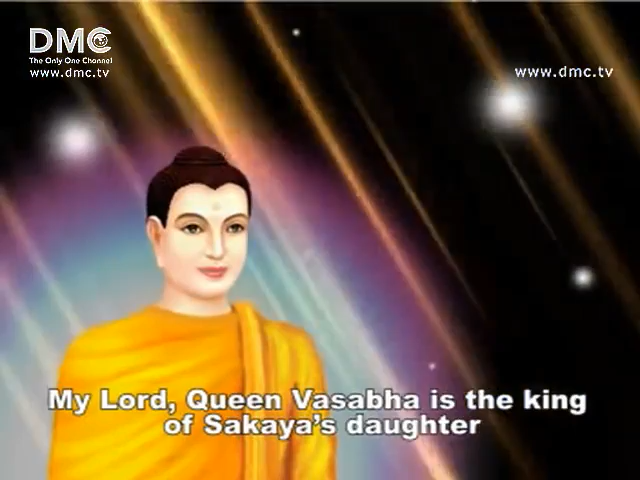 DMC
The Only One Channel
www.dmc.tv
www.dmc.tv
My Lord, Queen Vasabha is the king
of Sakaya's daughter